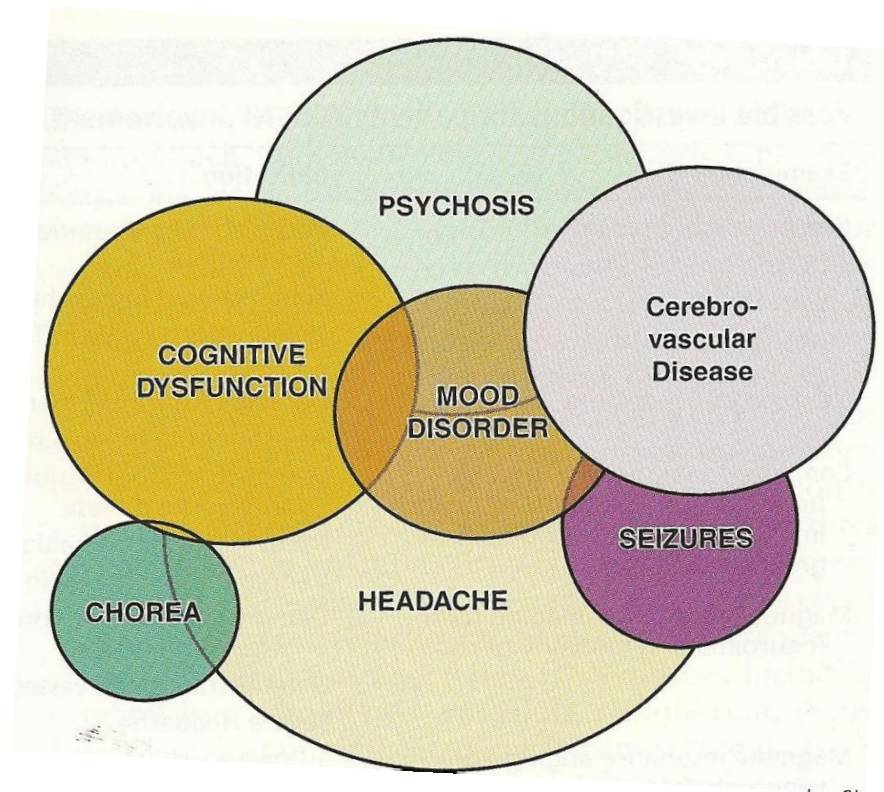 PSYCHOSIS
Cerebro-
vascular
Disease
COGNITIVE
DYSFUNCTION
MOOD
DISORDER
SEIZURES
HEADACHE
CHOREA